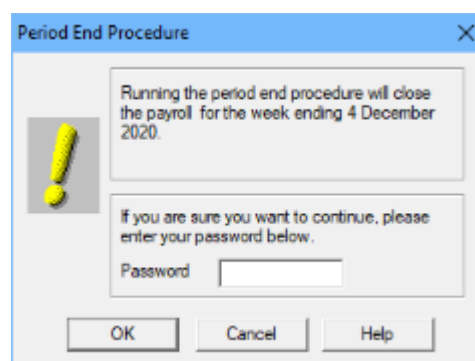 Period End Procedure
Running the period end procedure will close
the payroll for the week ending 4 December
2020.
If you are sure you want to continue, please
enter your password below.
Password
OK Cancel Help